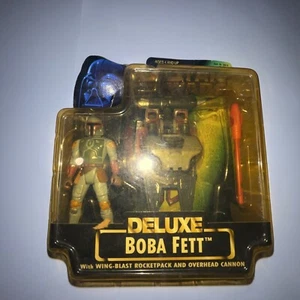 DELUXE
BOBA FETT™
With WING-BLAST ROCKETPACK AND OVERHEAD CANNON